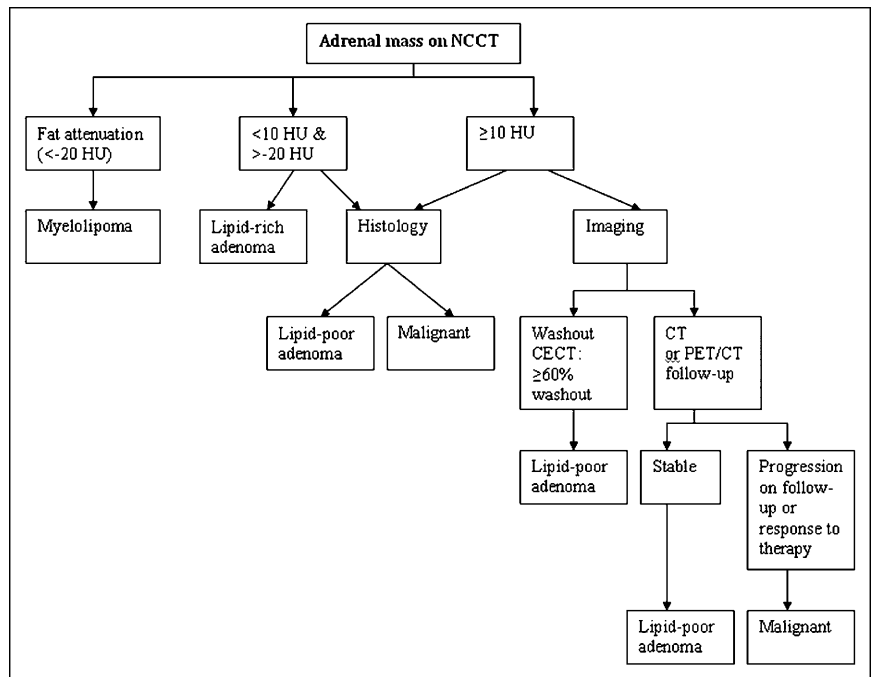 Adrenal mass on NCCT
Fat attenuation
(<-20 HU)
<10 HU &
>-20 HU
≥10 HU
Myelolipoma
Lipid-rich
adenoma
Histology
Imaging
Lipid-poor
adenoma
Malignant
Washout
CECT:
≥60%
washout
CT
or PET/CT
follow-up
Lipid-poor
adenoma
Stable
Progression
on follow-
up or
response to
therapy
Lipid-poor
adenoma
Malignant